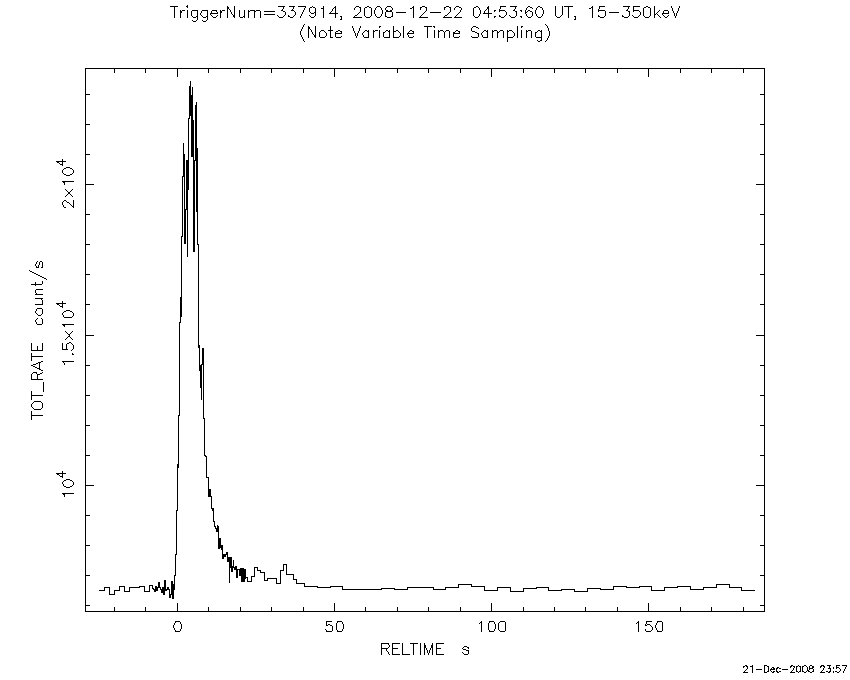 TriggerNum=337914, 2008-12-22 04:53:60 UT, 15-350keV
(Note Variable Time Sampling)
TOT_RATE count/s
2×10⁴
1.5×10⁴
10⁴
0 50 100 150
RELTIME s
21-Dec-2008 23:57